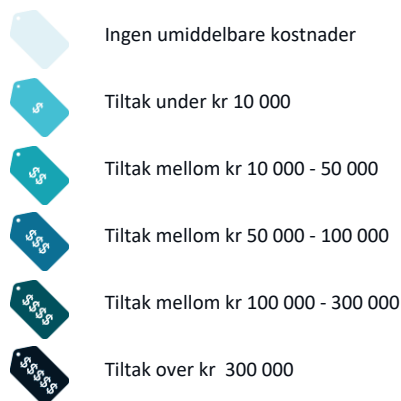 Ingen umiddelbare kostnader
$ Tiltak under kr 10 000
$$ Tiltak mellom kr 10 000 - 50 000
$$$ Tiltak mellom kr 50 000 - 100 000
$$$$ Tiltak mellom kr 100 000 - 300 000
$$$$$ Tiltak over kr  300 000